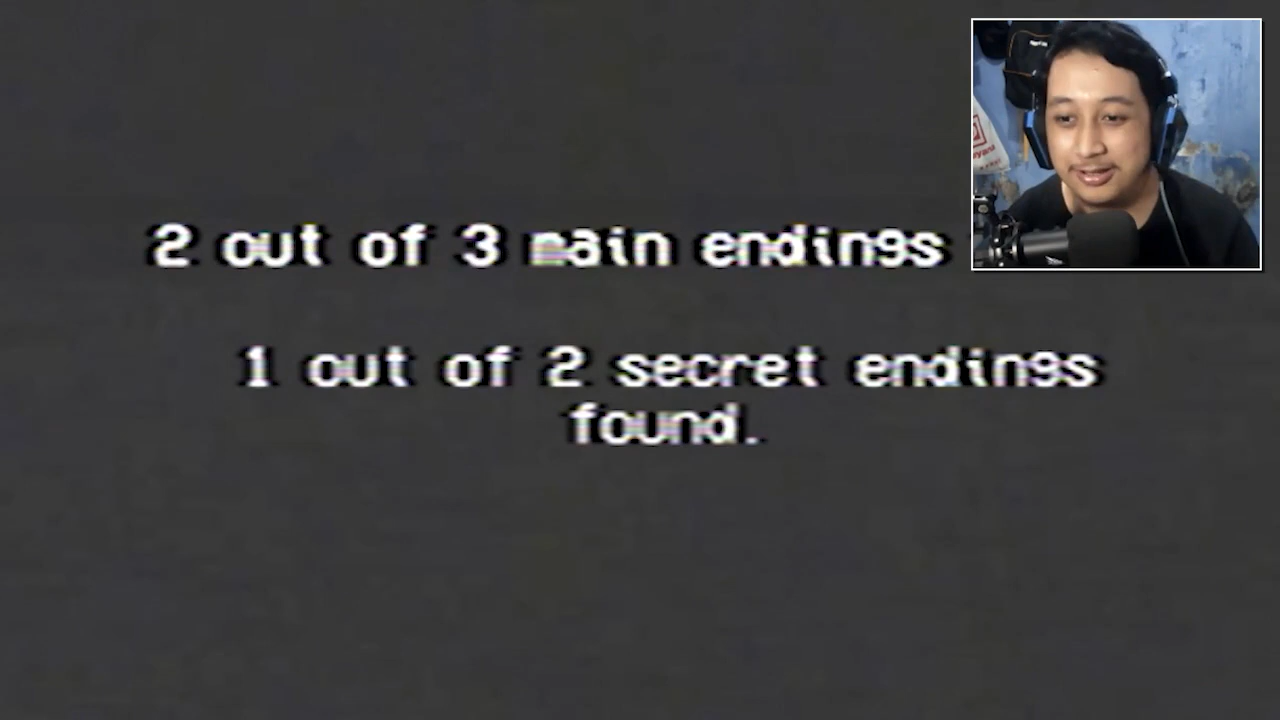 2 out of 3 main endings
1 out of 2 secret endings
found.